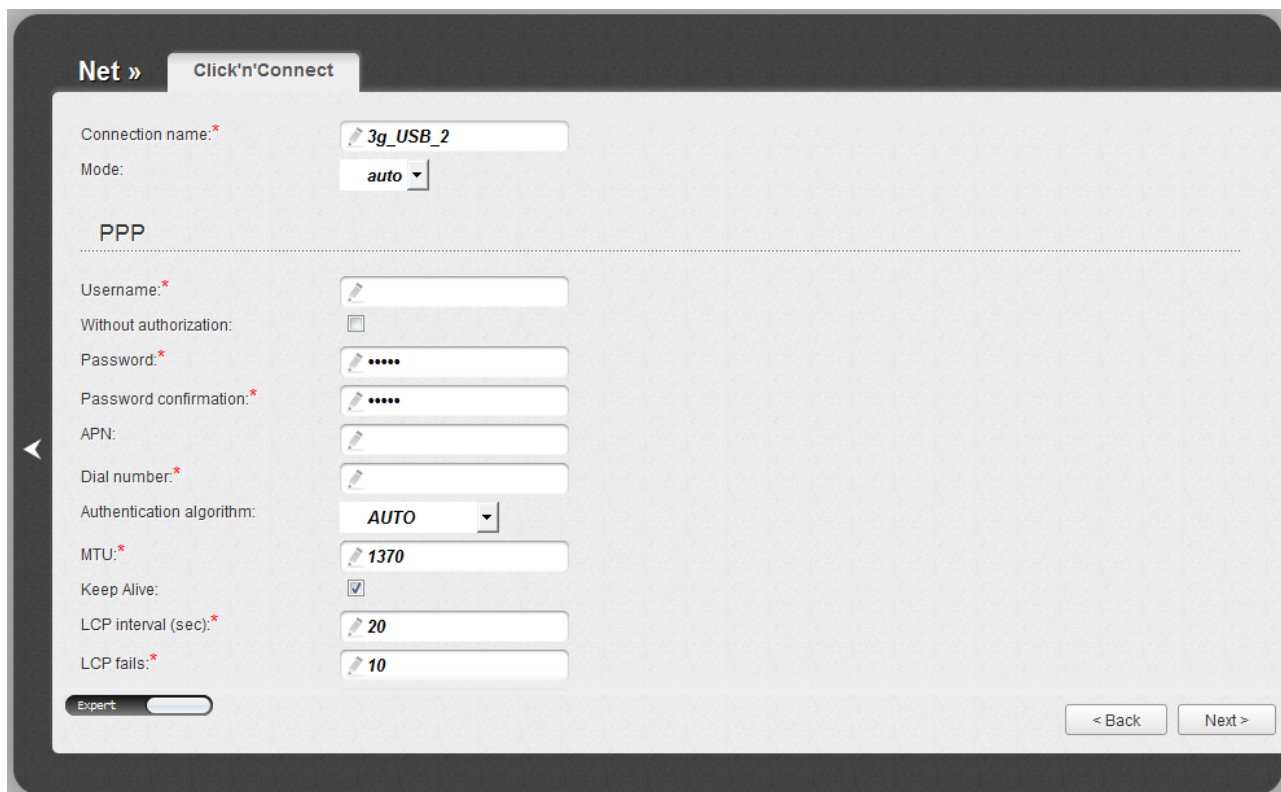 Net » Click'n'Connect
Connection name:* 3g_USB_2
Mode: auto
PPP
Username:*
Without authorization:
Password:* •••••
Password confirmation:* •••••
APN:
Dial number:*
Authentication algorithm: AUTO
MTU:* 1370
Keep Alive:
LCP interval (sec):* 20
LCP fails:* 10
Expert
< Back Next >